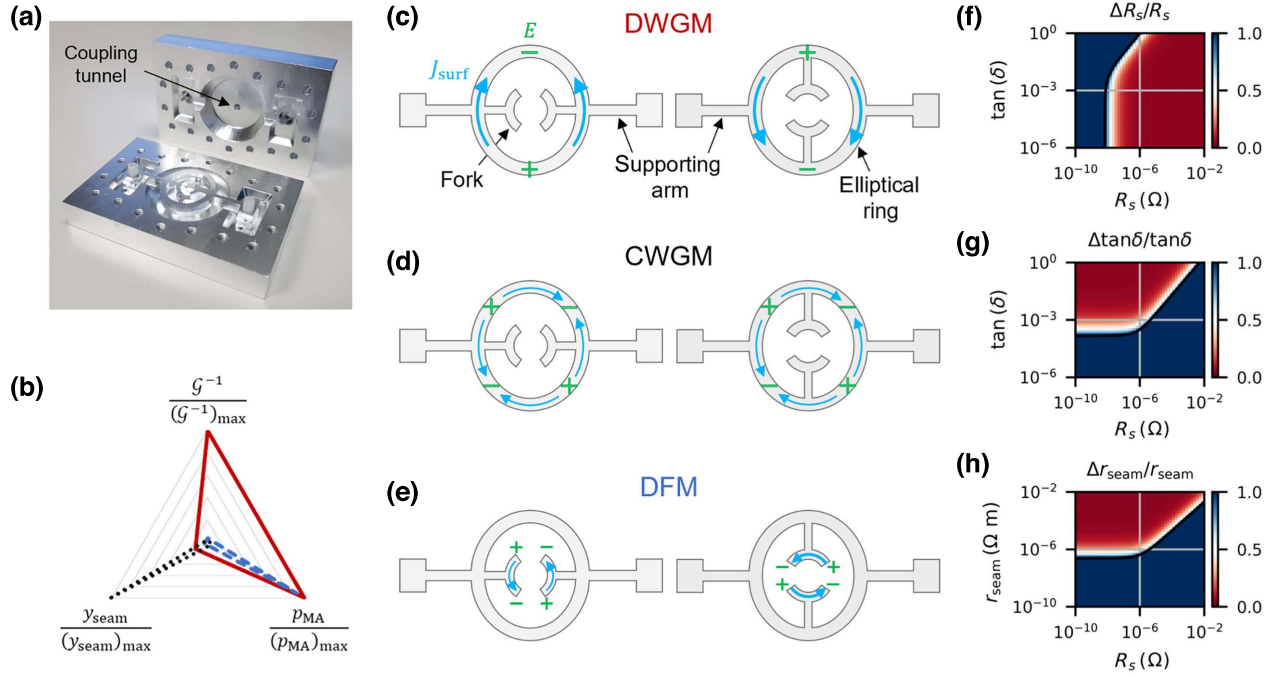 (a)
Coupling
tunnel
(b)
𝒢⁻¹
(𝒢⁻¹)max
yseam
(yseam)max
pMA
(pMA)max
(c)
DWGM
E
−
+
+
−
Jsurf
Fork
Supporting
arm
Elliptical
ring
(d)
CWGM
+ − + −
− + − +
(e)
DFM
+ − − +
− + + −
(f)
ΔRs/Rs
tan (δ)
10⁰
10⁻³
10⁻⁶
10⁻¹⁰ 10⁻⁶ 10⁻²
Rs (Ω)
1.0
0.5
0.0
(g)
Δtanδ/tanδ
tan (δ)
10⁰
10⁻³
10⁻⁶
10⁻¹⁰ 10⁻⁶ 10⁻²
Rs (Ω)
1.0
0.5
0.0
(h)
Δrseam/rseam
rseam (Ω m)
10⁻²
10⁻⁶
10⁻¹⁰
10⁻¹⁰ 10⁻⁶ 10⁻²
Rs (Ω)
1.0
0.5
0.0